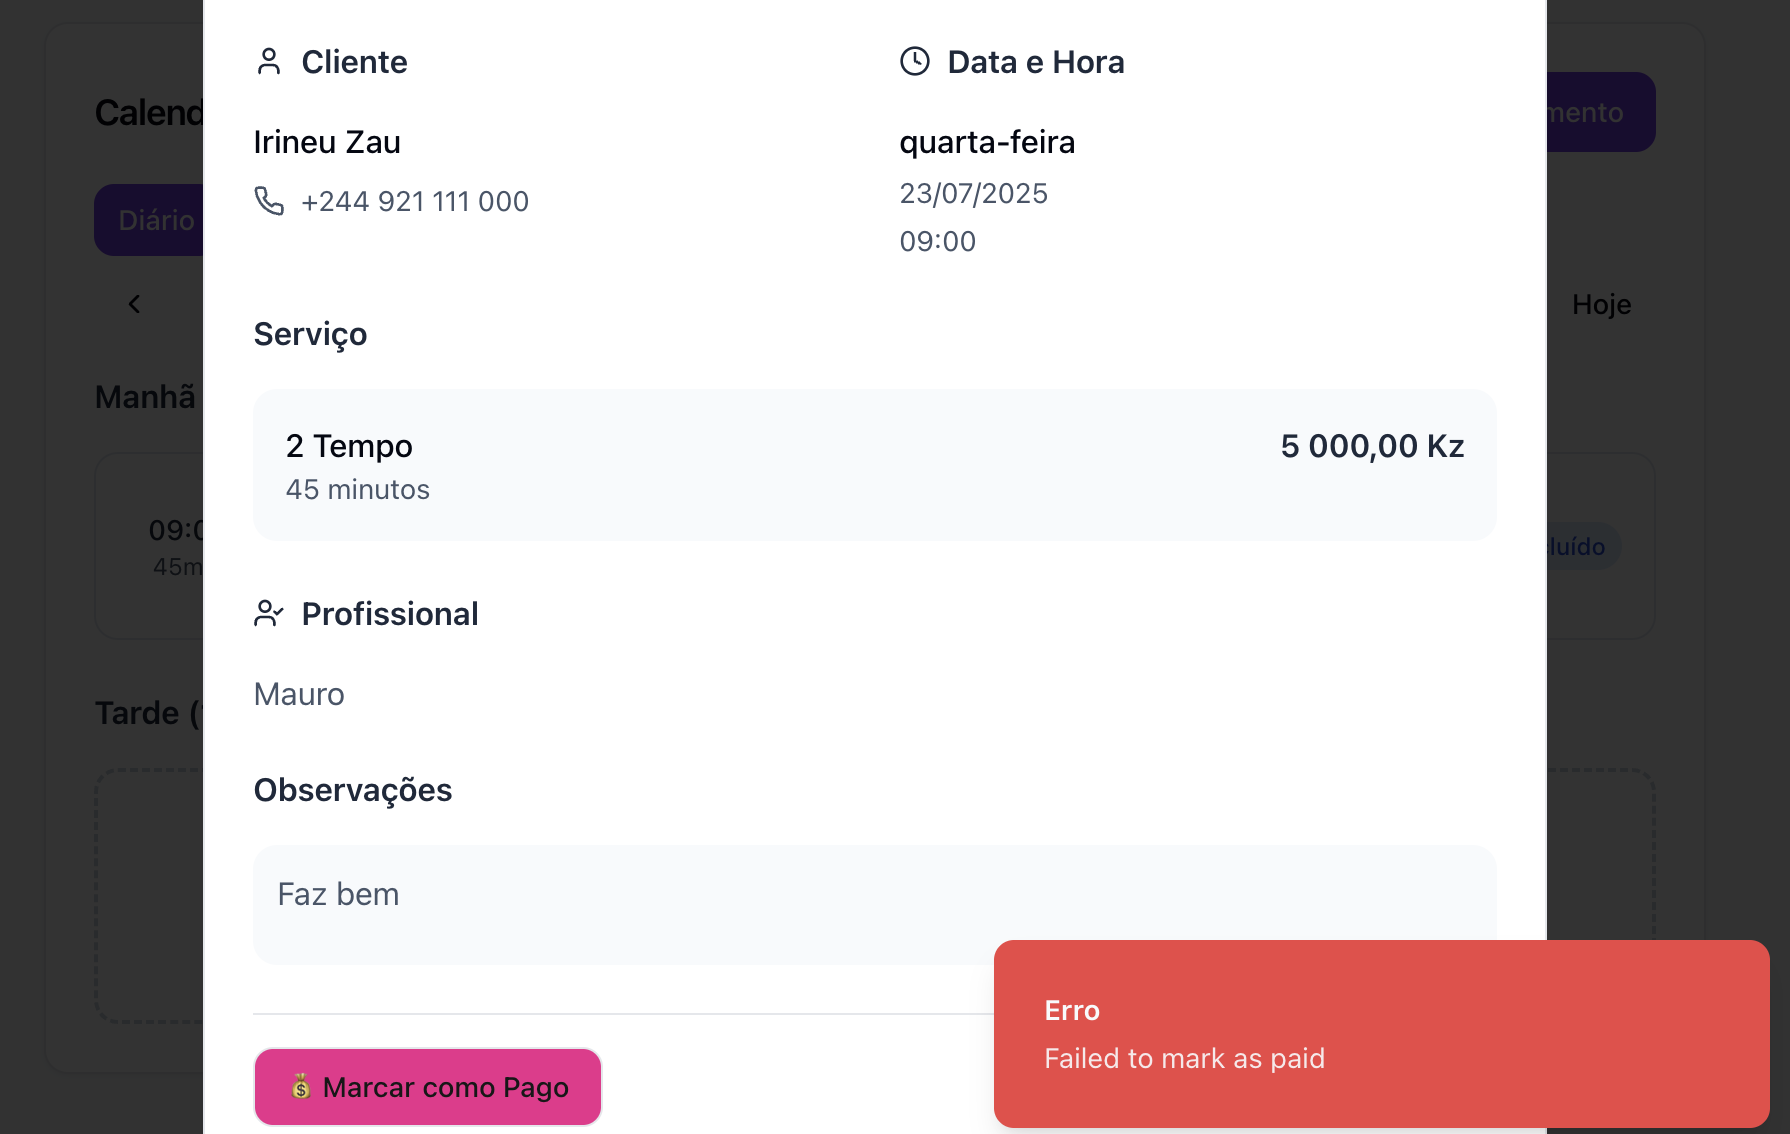 Cliente
Data e Hora
Irineu Zau
+244 921 111 000
quarta-feira
23/07/2025
09:00
Serviço
2 Tempo
5 000,00 Kz
45 minutos
Profissional
Mauro
Observações
Faz bem
💰 Marcar como Pago
Erro
Failed to mark as paid
Calend
mento
Diário
Hoje
Manhã
09:0
45m
cluído
Tarde (